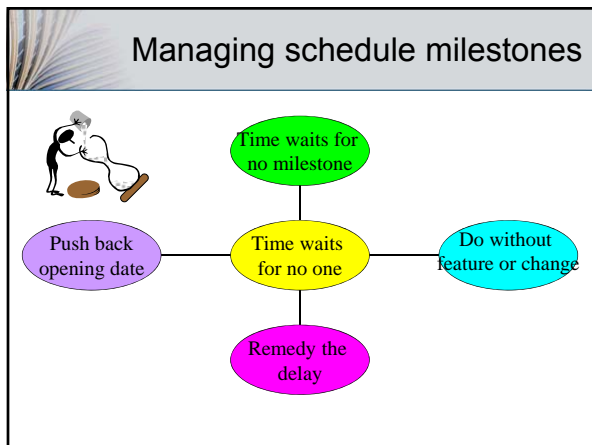 Managing schedule milestones
Time waits for
no milestone
Push back
opening date
Time waits
for no one
Do without
feature or change
Remedy the
delay